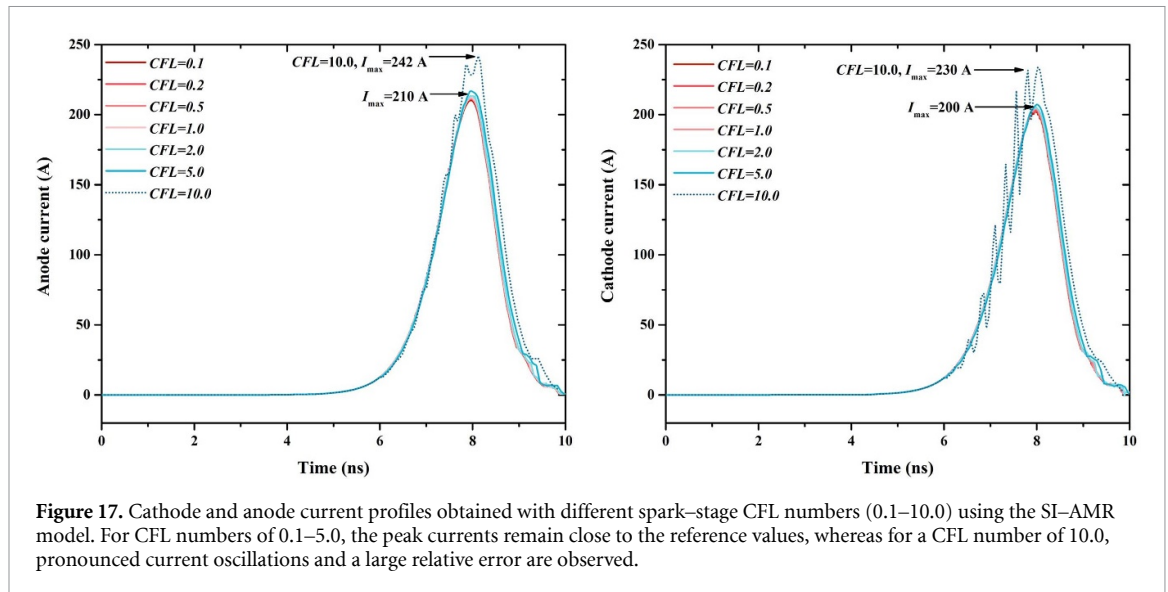 250
200
150
100
50
0
Anode current (A)
CFL=0.1
CFL=0.2
CFL=0.5
CFL=1.0
CFL=2.0
CFL=5.0
CFL=10.0
CFL=10.0, Imax=242 A
Imax=210 A
0 2 4 6 8 10
Time (ns)
250
200
150
100
50
0
Cathode current (A)
CFL=0.1
CFL=0.2
CFL=0.5
CFL=1.0
CFL=2.0
CFL=5.0
CFL=10.0
CFL=10.0, Imax=230 A
Imax=200 A
0 2 4 6 8 10
Time (ns)
Figure 17. Cathode and anode current profiles obtained with different spark–stage CFL numbers (0.1–10.0) using the SI–AMR
model. For CFL numbers of 0.1–5.0, the peak currents remain close to the reference values, whereas for a CFL number of 10.0,
pronounced current oscillations and a large relative error are observed.